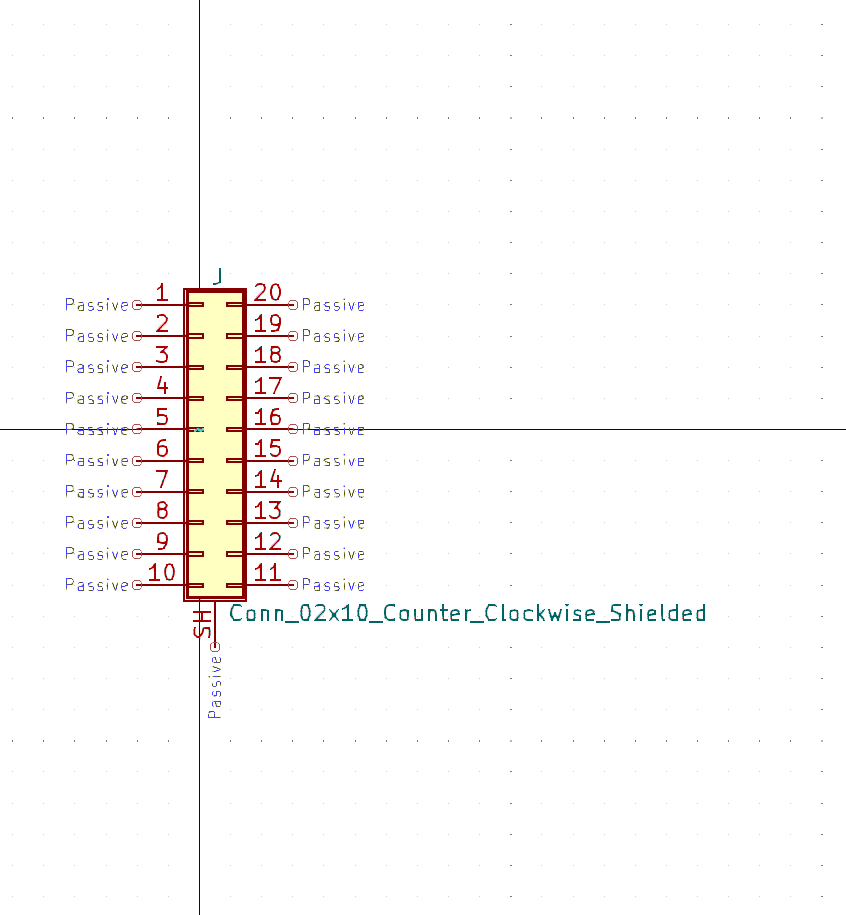 J
Passive 1 20 Passive
Passive 2 19 Passive
Passive 3 18 Passive
Passive 4 17 Passive
Passive 5 16 Passive
Passive 6 15 Passive
Passive 7 14 Passive
Passive 8 13 Passive
Passive 9 12 Passive
Passive 10 11 Passive
SH
Conn_02x10_Counter_Clockwise_Shielded
Passive